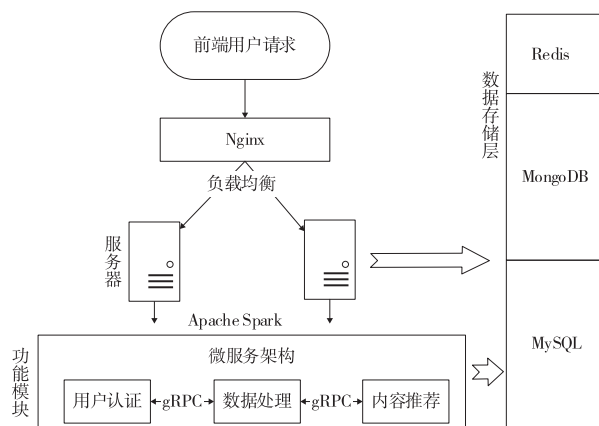 前端用户请求
Nginx
负载均衡
服务器
Apache Spark
功能模块
微服务架构
用户认证 gRPC 数据处理 gRPC 内容推荐
数据存储层
Redis
MongoDB
MySQL